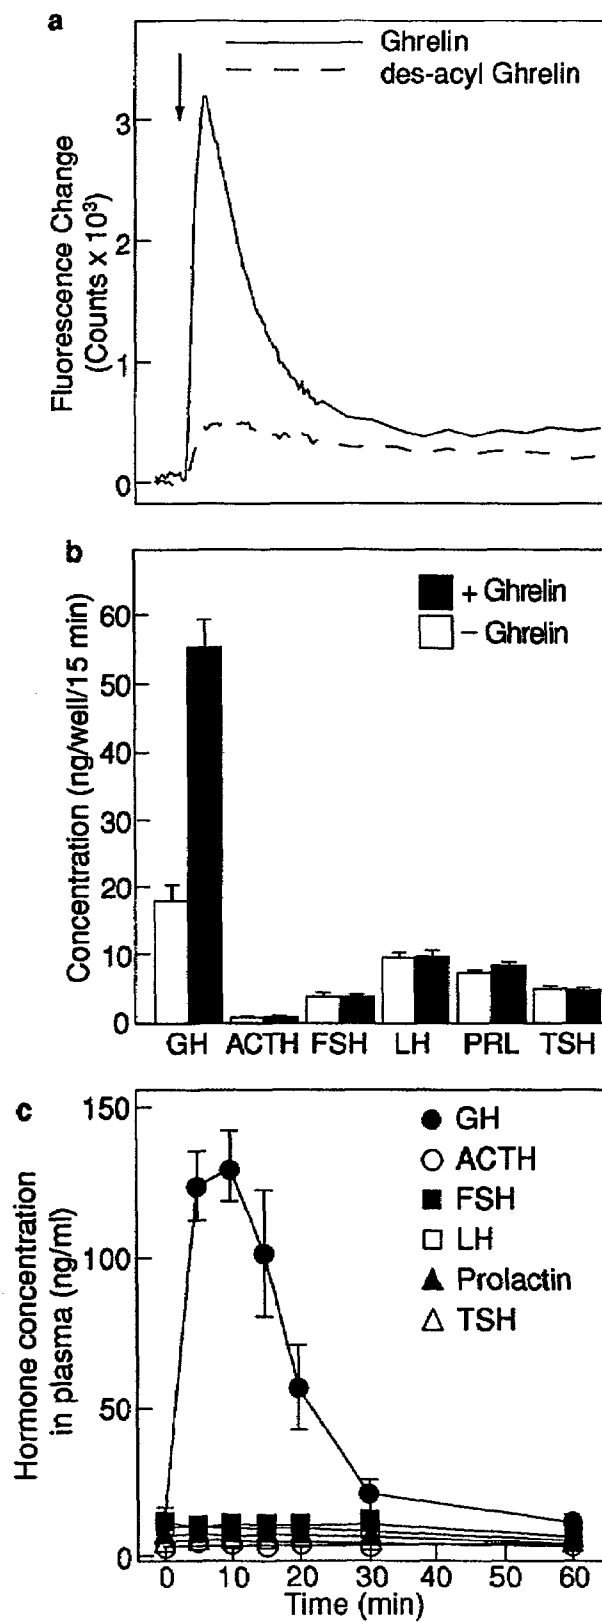 a
Ghrelin
des-acyl Ghrelin
Fluorescence Change
(Counts x 10³)
3
2
1
0
b
+ Ghrelin
− Ghrelin
Concentration (ng/well/15 min)
60
50
40
30
20
10
0
GH ACTH FSH LH PRL TSH
c
GH
ACTH
FSH
LH
Prolactin
TSH
Hormone concentration
in plasma (ng/ml)
150
100
50
0
0 10 20 30 40 50 60
Time (min)